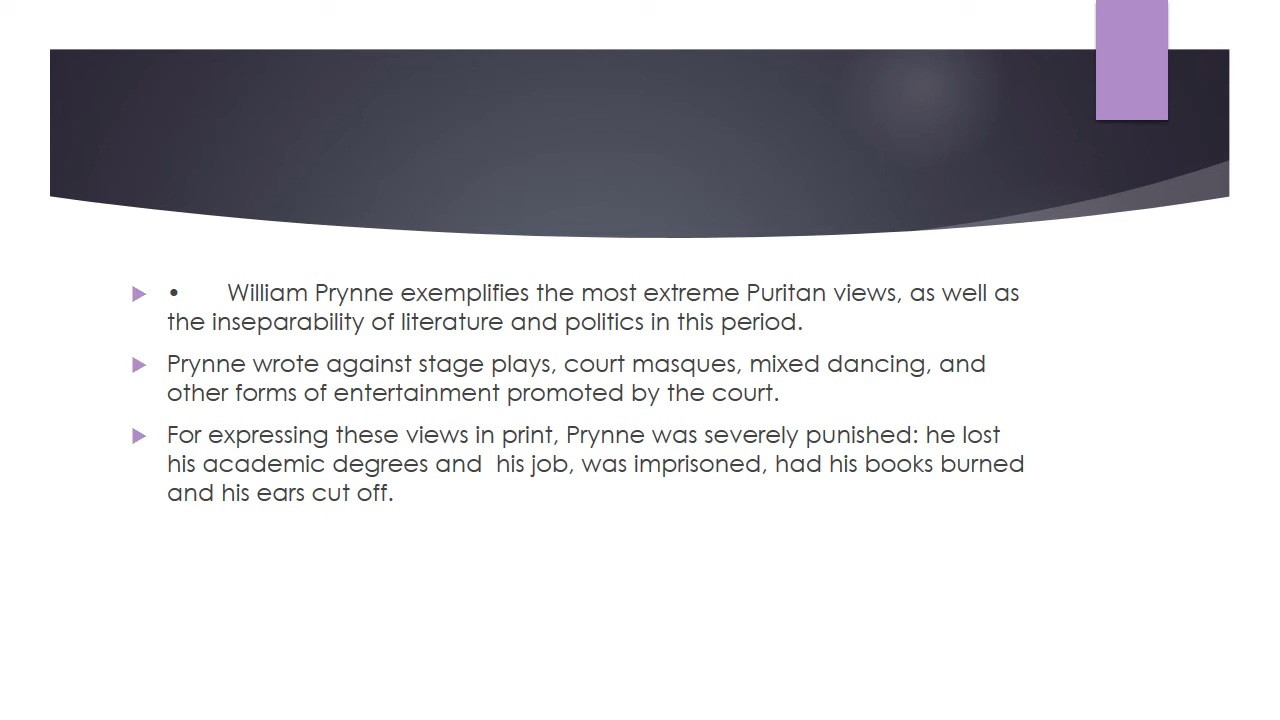 • William Prynne exemplifies the most extreme Puritan views, as well as
the inseparability of literature and politics in this period.
Prynne wrote against stage plays, court masques, mixed dancing, and
other forms of entertainment promoted by the court.
For expressing these views in print, Prynne was severely punished: he lost
his academic degrees and  his job, was imprisoned, had his books burned
and his ears cut off.